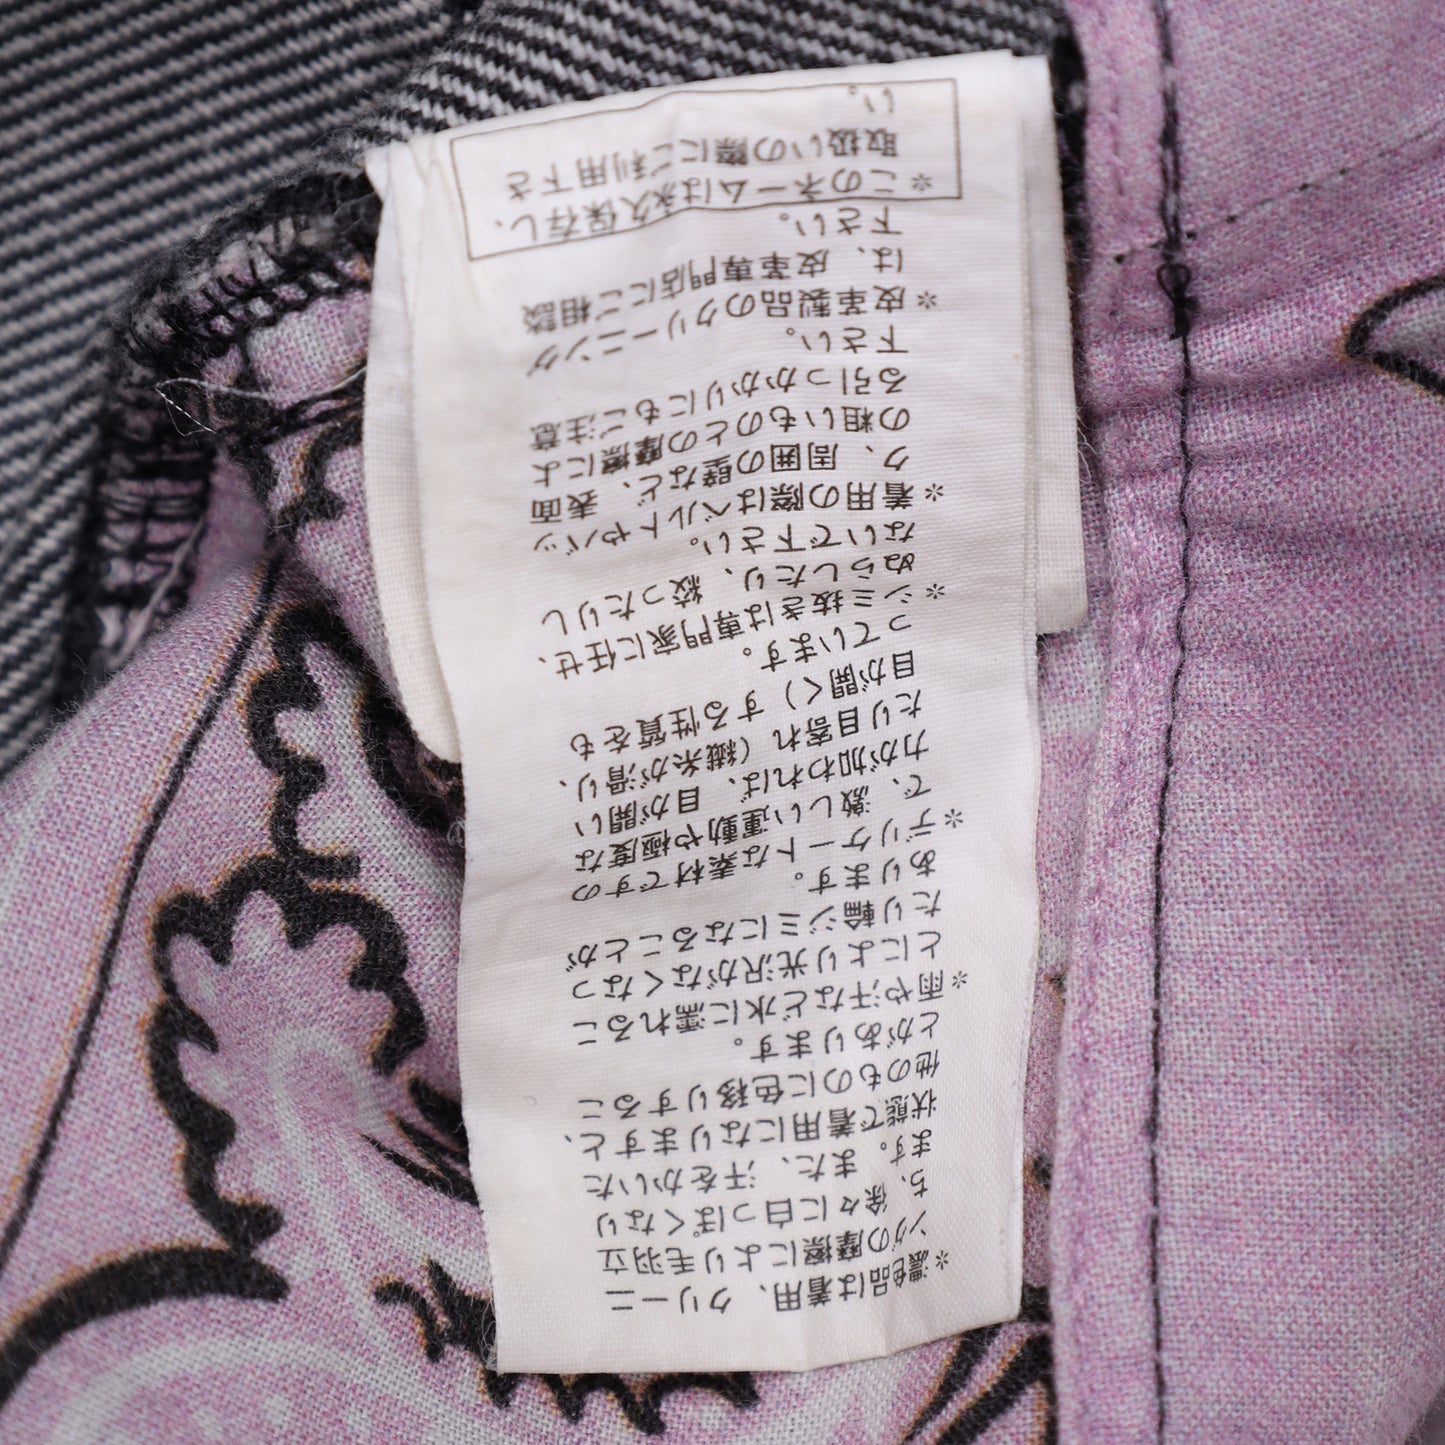 ※濃色品は着用、クリーニ
ングの摩擦により毛羽立
ち、徐々に白っぽくなり
ます。また、汗をかいた
状態で着用になりますと、
他のものに色移りするこ
とがあります。
※雨や汗など水に濡れるこ
とにより光沢がなくなっ
たり輪ジミになることが
あります。
※デリケートな素材ですの
で、激しい運動や極度な
力が加われば、目が開い
たり目寄れ（繊糸が滑り、
目が開く）する性質をも
っています。
※シミ抜きは専門家に任せ、
ぬらしたり、絞ったりし
ないで下さい。
※着用の際はベルトやバッ
ク、周囲の壁など、表面
の粗いものとの摩擦によ
る引っかかりにもご注意
下さい。
※皮革製品のクリーニング
は、皮革専門店にご相談
下さい。
※このネームは永久保存し、
取扱いの際にご利用下さ
い。